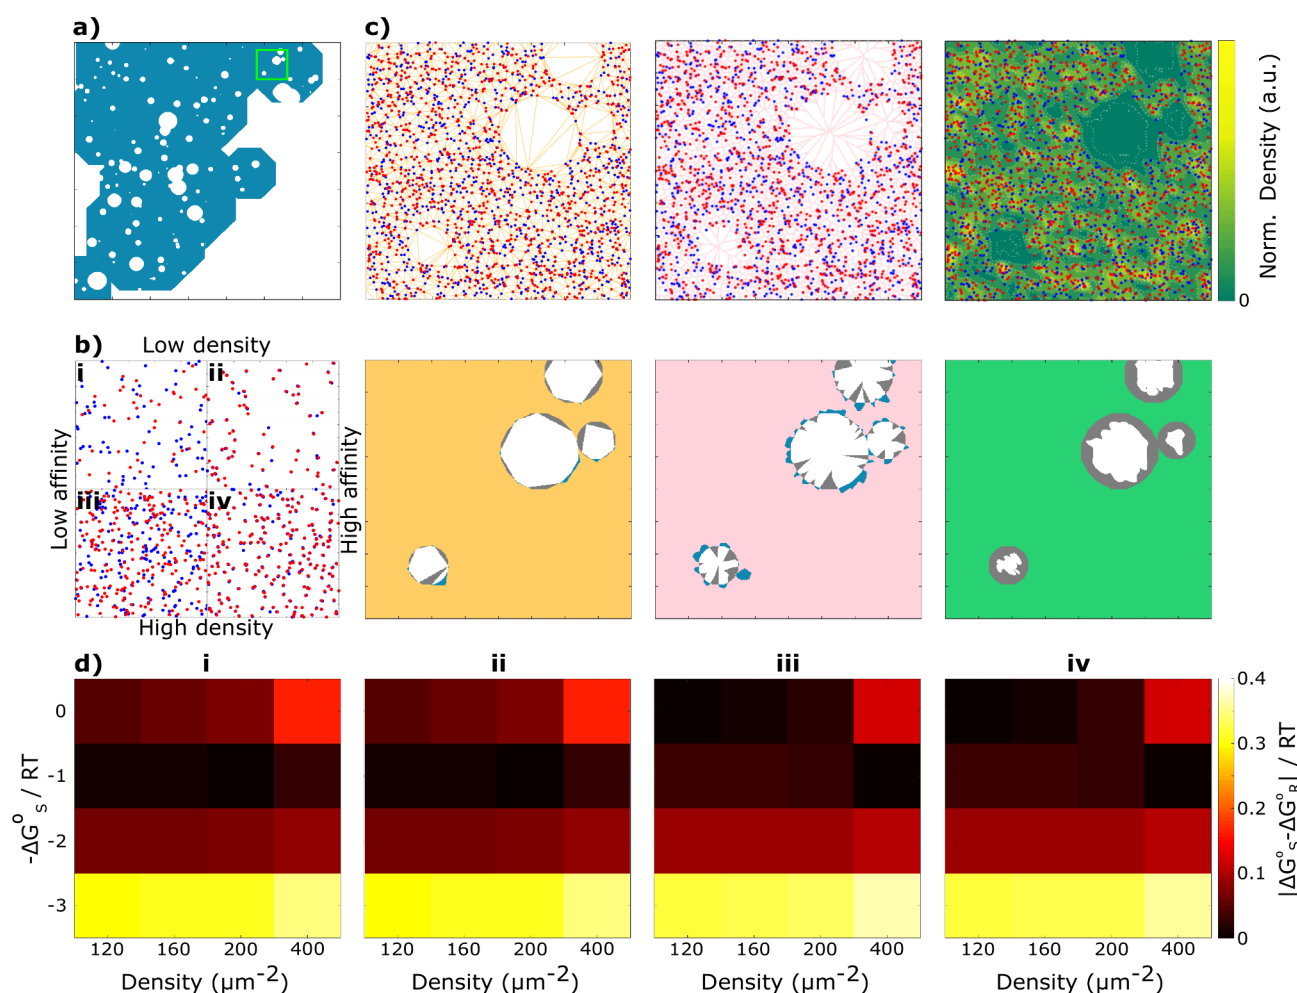 a)
c)
Norm. Density (a.u.)
0
b)
Low density
i
ii
iii
iv
Low affinity
High affinity
High density
d)
i
ii
iii
iv
-ΔG°s / RT
0
-1
-2
-3
120 160 200 400
120 160 200 400
120 160 200 400
120 160 200 400
Density (µm-2)
Density (µm-2)
Density (µm-2)
Density (µm-2)
0.4
0.3
0.2
0.1
0
|ΔG°S-ΔG°R| / RT